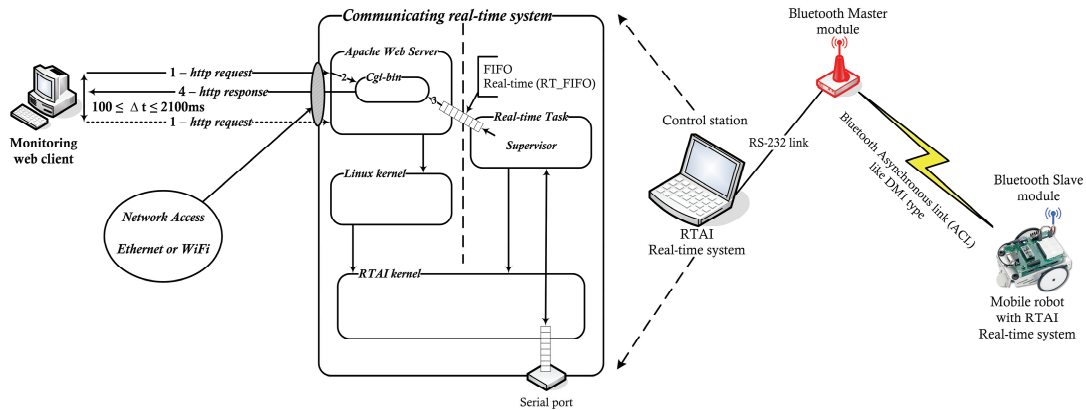 Communicating real-time system
Apache Web Server
1 – http request
2
Cgi-bin
4 – http response
3
100 ≤ Δ t ≤ 2100ms
1 – http request
Monitoring
web client
FIFO
Real-time (RT_FIFO)
Real-time Task
Supervisor
Linux kernel
Network Access
Ethernet or WiFi
RTAI kernel
Serial port
Control station
RS-232 link
RTAI
Real-time system
Bluetooth Master
module
Bluetooth Asynchronous link (ACL)
like DM1 type
Bluetooth Slave
module
Mobile robot
with RTAI
Real-time system